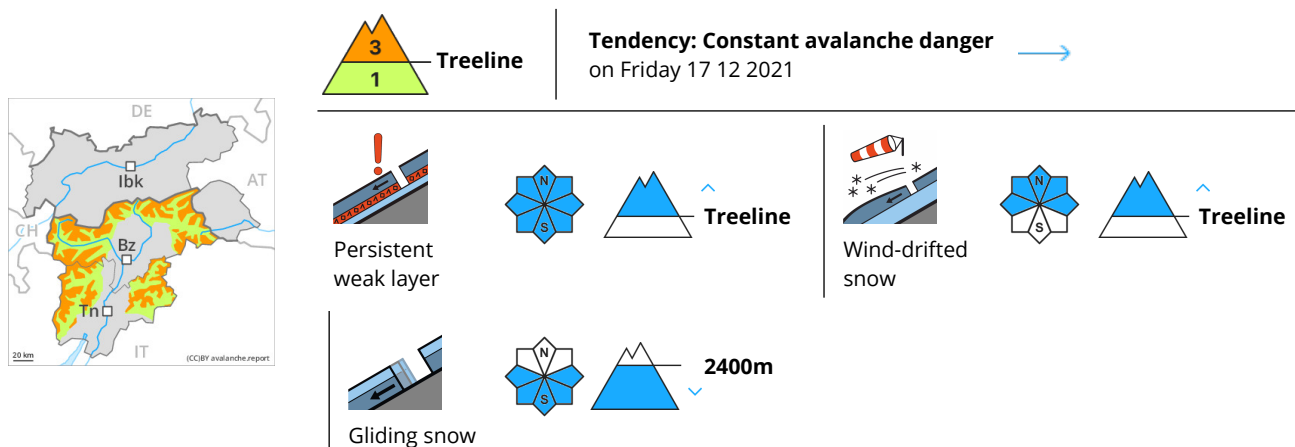 3
1
Treeline
Tendency: Constant avalanche danger
on Friday 17 12 2021
DE
Ibk
AT
CH
Bz
Tn
IT
20 km
(CC)BY avalanche.report
N
S
Treeline
Persistent
weak layer
N
S
Treeline
Wind-drifted
snow
N
S
2400m
Gliding snow